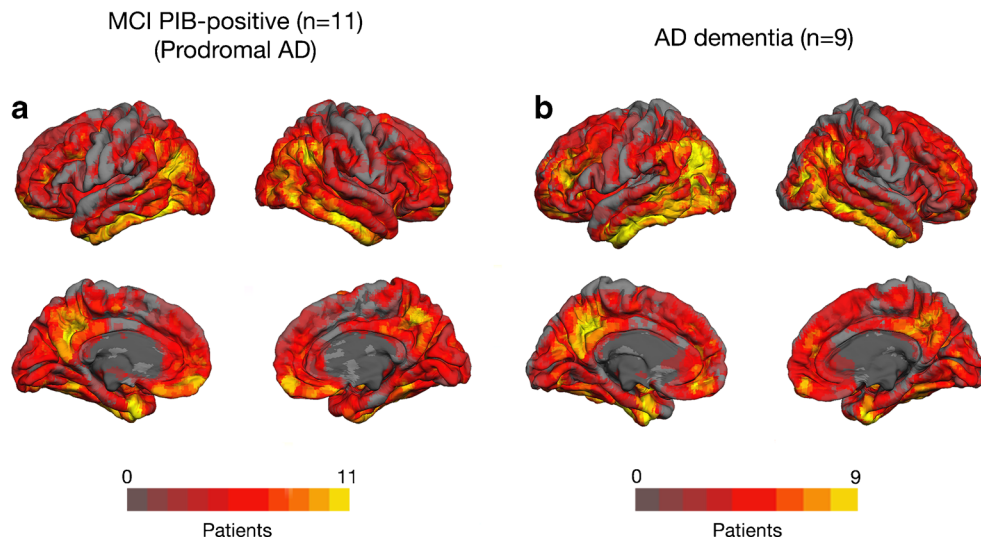 MCI PIB-positive (n=11)
(Prodromal AD)
AD dementia (n=9)
a
b
0 11
Patients
0 9
Patients